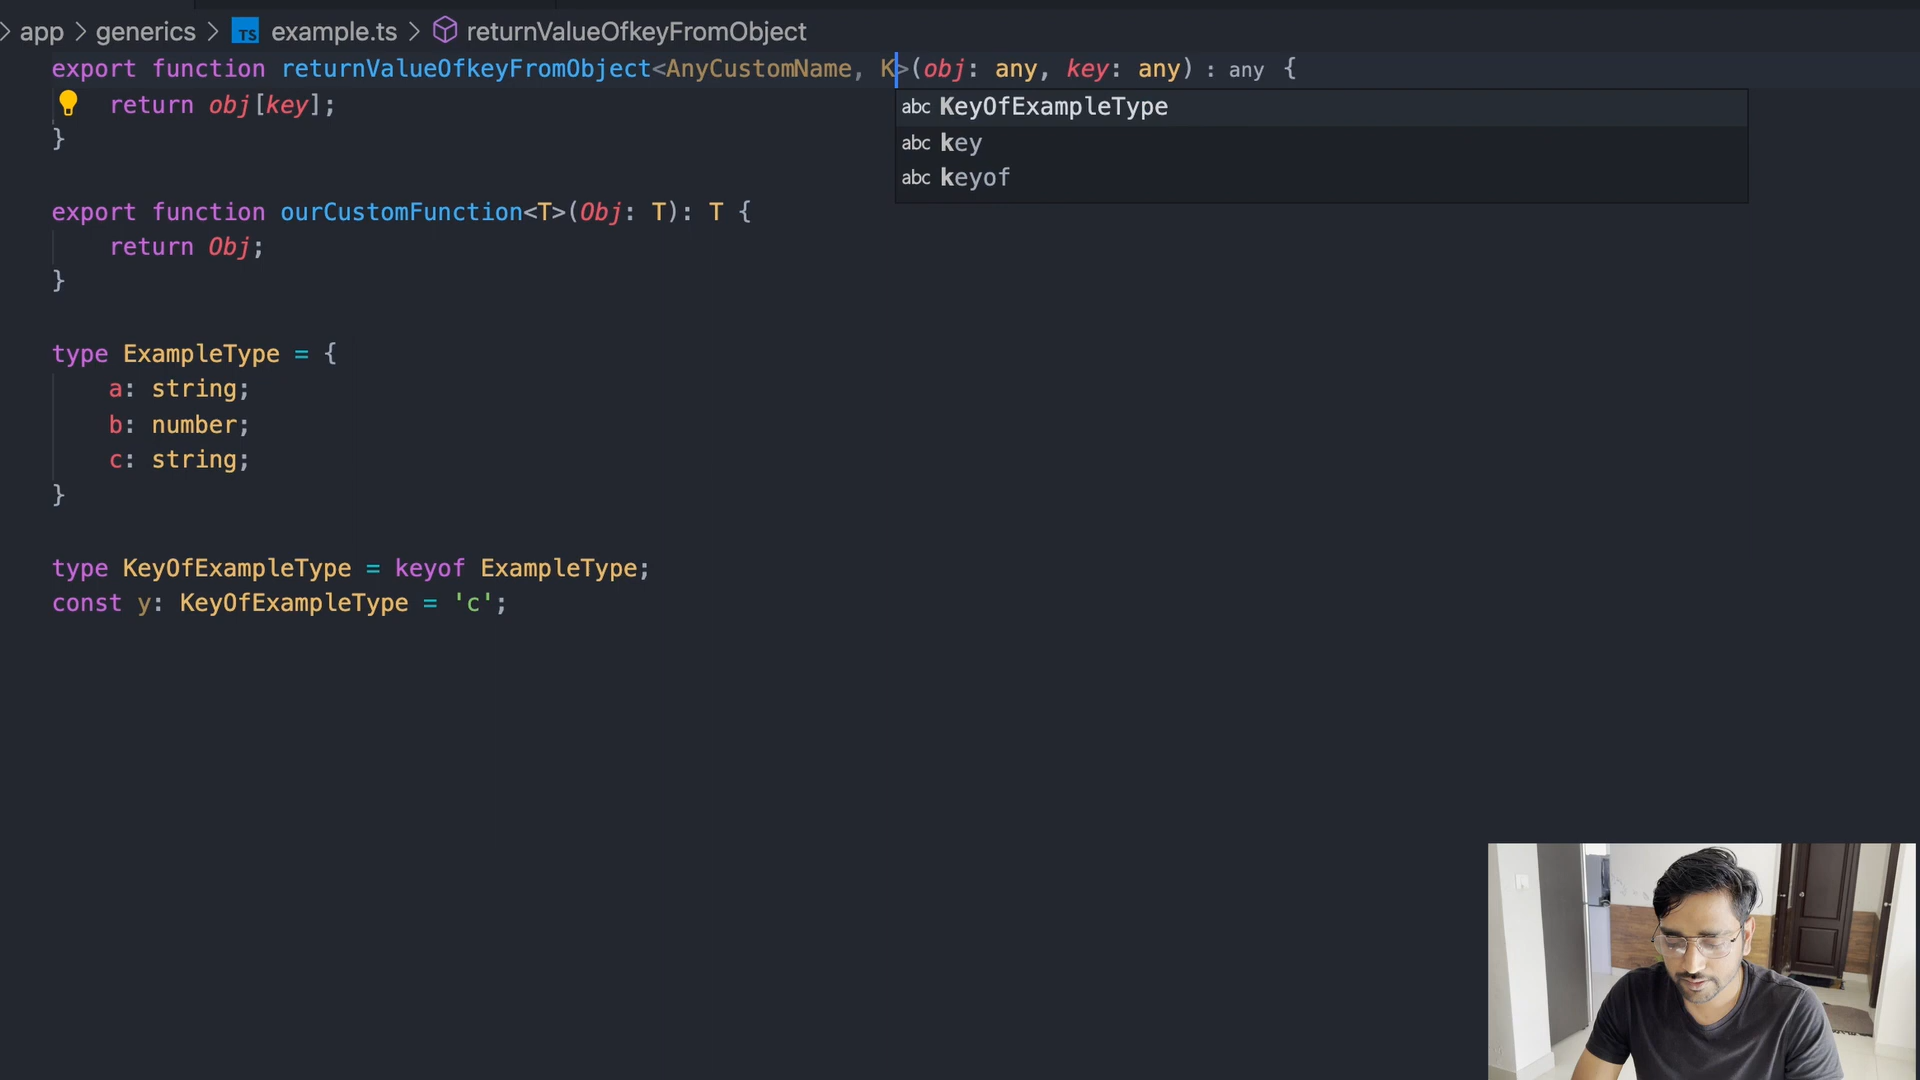 app generics TS example.ts returnValueOfkeyFromObject
export function returnValueOfkeyFromObject<AnyCustomName, K>(obj: any, key: any) : any {
return obj[key];
}
abc KeyOfExampleType
abc key
abc keyof
export function ourCustomFunction<T>(Obj: T): T {
return Obj;
}
type ExampleType = {
a: string;
b: number;
c: string;
}
type KeyOfExampleType = keyof ExampleType;
const y: KeyOfExampleType = 'c';